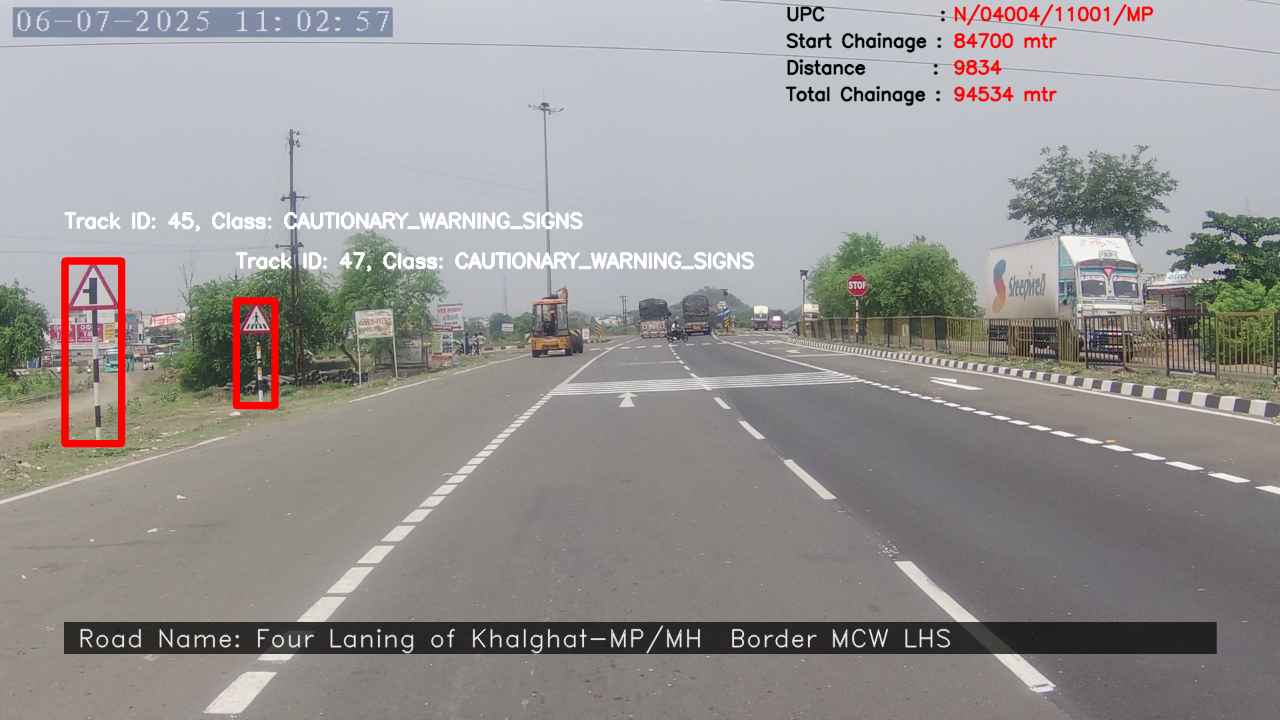 06-07-2025 11:02:57
UPC : N/04004/11001/MP
Start Chainage : 84700 mtr
Distance : 9834
Total Chainage : 94534 mtr
Track ID: 45, Class: CAUTIONARY_WARNING_SIGNS
Track ID: 47, Class: CAUTIONARY_WARNING_SIGNS
STOP
Sleepwell
Road Name: Four Laning of Khalghat-MP/MH Border MCW LHS